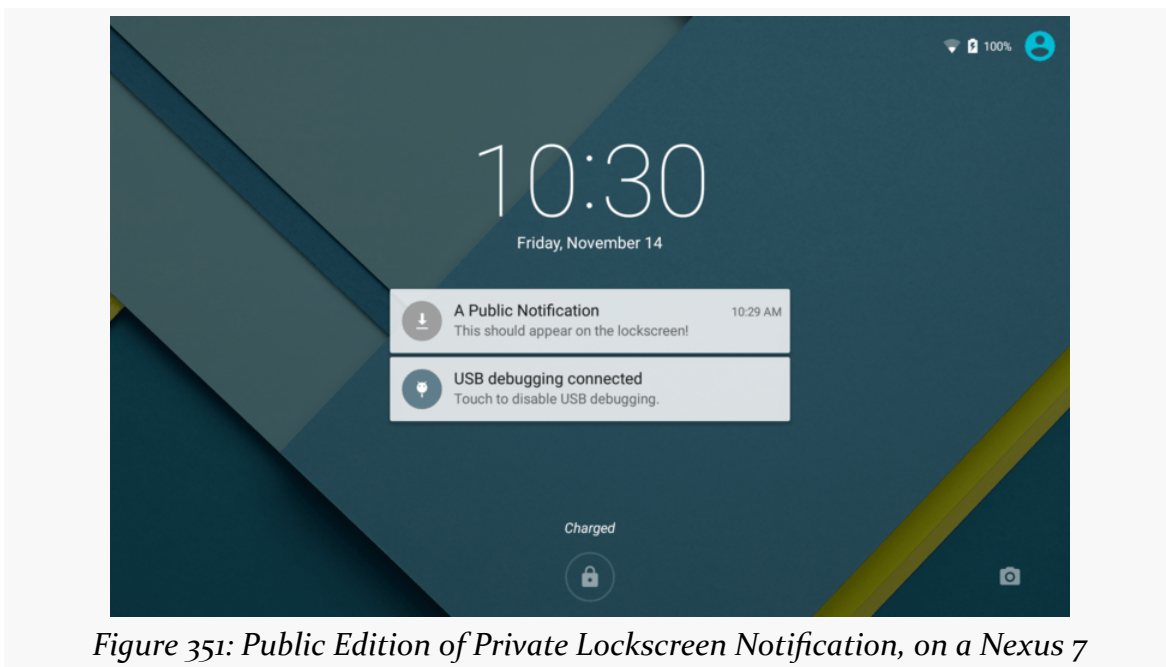 100%
10:30
Friday, November 14
A Public Notification 10:29 AM
This should appear on the lockscreen!
USB debugging connected
Touch to disable USB debugging.
Charged
Figure 351: Public Edition of Private Lockscreen Notification, on a Nexus 7